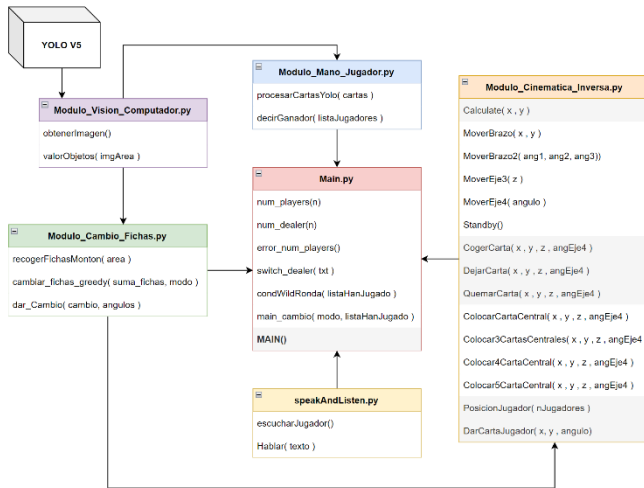 YOLO V5
Modulo_Vision_Computador.py
obtenerImagen()
valorObjetos( imgArea )
Modulo_Cambio_Fichas.py
recogerFichasMonton( area )
cambiar_fichas_greedy( suma_fichas, modo )
dar_Cambio( cambio, angulos )
Modulo_Mano_Jugador.py
procesarCartasYolo( cartas )
decirGanador( listaJugadores )
Main.py
num_players(n)
num_dealer(n)
error_num_players()
switch_dealer( txt )
condWildRonda( listaHanJugado )
main_cambio( modo, listaHanJugado )
MAIN()
speakAndListen.py
escucharJugador()
Hablar( texto )
Modulo_Cinematica_Inversa.py
Calculate( x , y )
MoverBrazo( x , y )
MoverBrazo2( ang1, ang2, ang3))
MoverEje3( z )
MoverEje4( angulo )
Standby()
CogerCarta( x , y , z , angEje4 )
DejarCarta( x , y , z , angEje4 )
QuemarCarta( x , y , z , angEje4 )
ColocarCartaCentral( x , y , z , angEje4 )
Colocar3CartasCentrales( x , y , z , angEje4
Colocar4CartaCentral( x , y , z , angEje4 )
Colocar5CartaCentral( x , y , z , angEje4 )
PosicionJugador ( nJugadores )
DarCartaJugador( x, y , angulo)